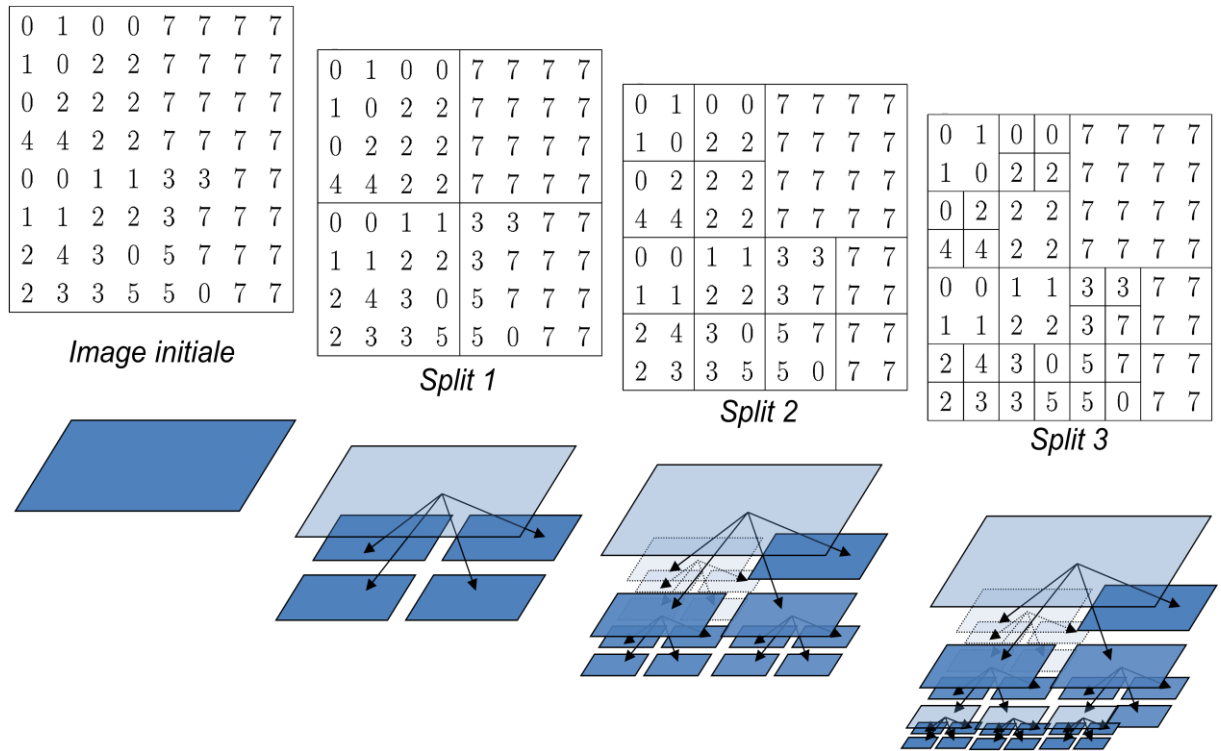 0 1 0 0 7 7 7 7
1 0 2 2 7 7 7 7
0 2 2 2 7 7 7 7
4 4 2 2 7 7 7 7
0 0 1 1 3 3 7 7
1 1 2 2 3 7 7 7
2 4 3 0 5 7 7 7
2 3 3 5 5 0 7 7
Image initiale
0 1 0 0 7 7 7 7
1 0 2 2 7 7 7 7
0 2 2 2 7 7 7 7
4 4 2 2 7 7 7 7
0 0 1 1 3 3 7 7
1 1 2 2 3 7 7 7
2 4 3 0 5 7 7 7
2 3 3 5 5 0 7 7
Split 1
0 1 0 0 7 7 7 7
1 0 2 2 7 7 7 7
0 2 2 2 7 7 7 7
4 4 2 2 7 7 7 7
0 0 1 1 3 3 7 7
1 1 2 2 3 7 7 7
2 4 3 0 5 7 7 7
2 3 3 5 5 0 7 7
Split 2
0 1 0 0 7 7 7 7
1 0 2 2 7 7 7 7
0 2 2 2 7 7 7 7
4 4 2 2 7 7 7 7
0 0 1 1 3 3 7 7
1 1 2 2 3 7 7 7
2 4 3 0 5 7 7 7
2 3 3 5 5 0 7 7
Split 3